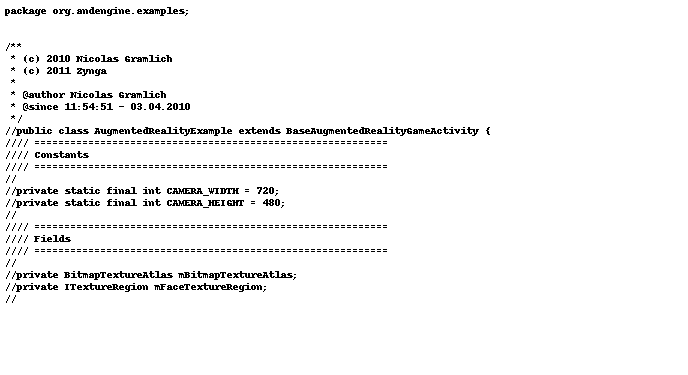 package org.andengine.examples;
/**
 * (c) 2010 Nicolas Gramlich
 * (c) 2011 Zynga
 *
 * @author Nicolas Gramlich
 * @since 11:54:51 - 03.04.2010
 */
//public class AugmentedRealityExample extends BaseAugmentedRealityGameActivity {
//// ===========================================================
//// Constants
//// ===========================================================
//
//private static final int CAMERA_WIDTH = 720;
//private static final int CAMERA_HEIGHT = 480;
//
//// ===========================================================
//// Fields
//// ===========================================================
//
//private BitmapTextureAtlas mBitmapTextureAtlas;
//private ITextureRegion mFaceTextureRegion;
//